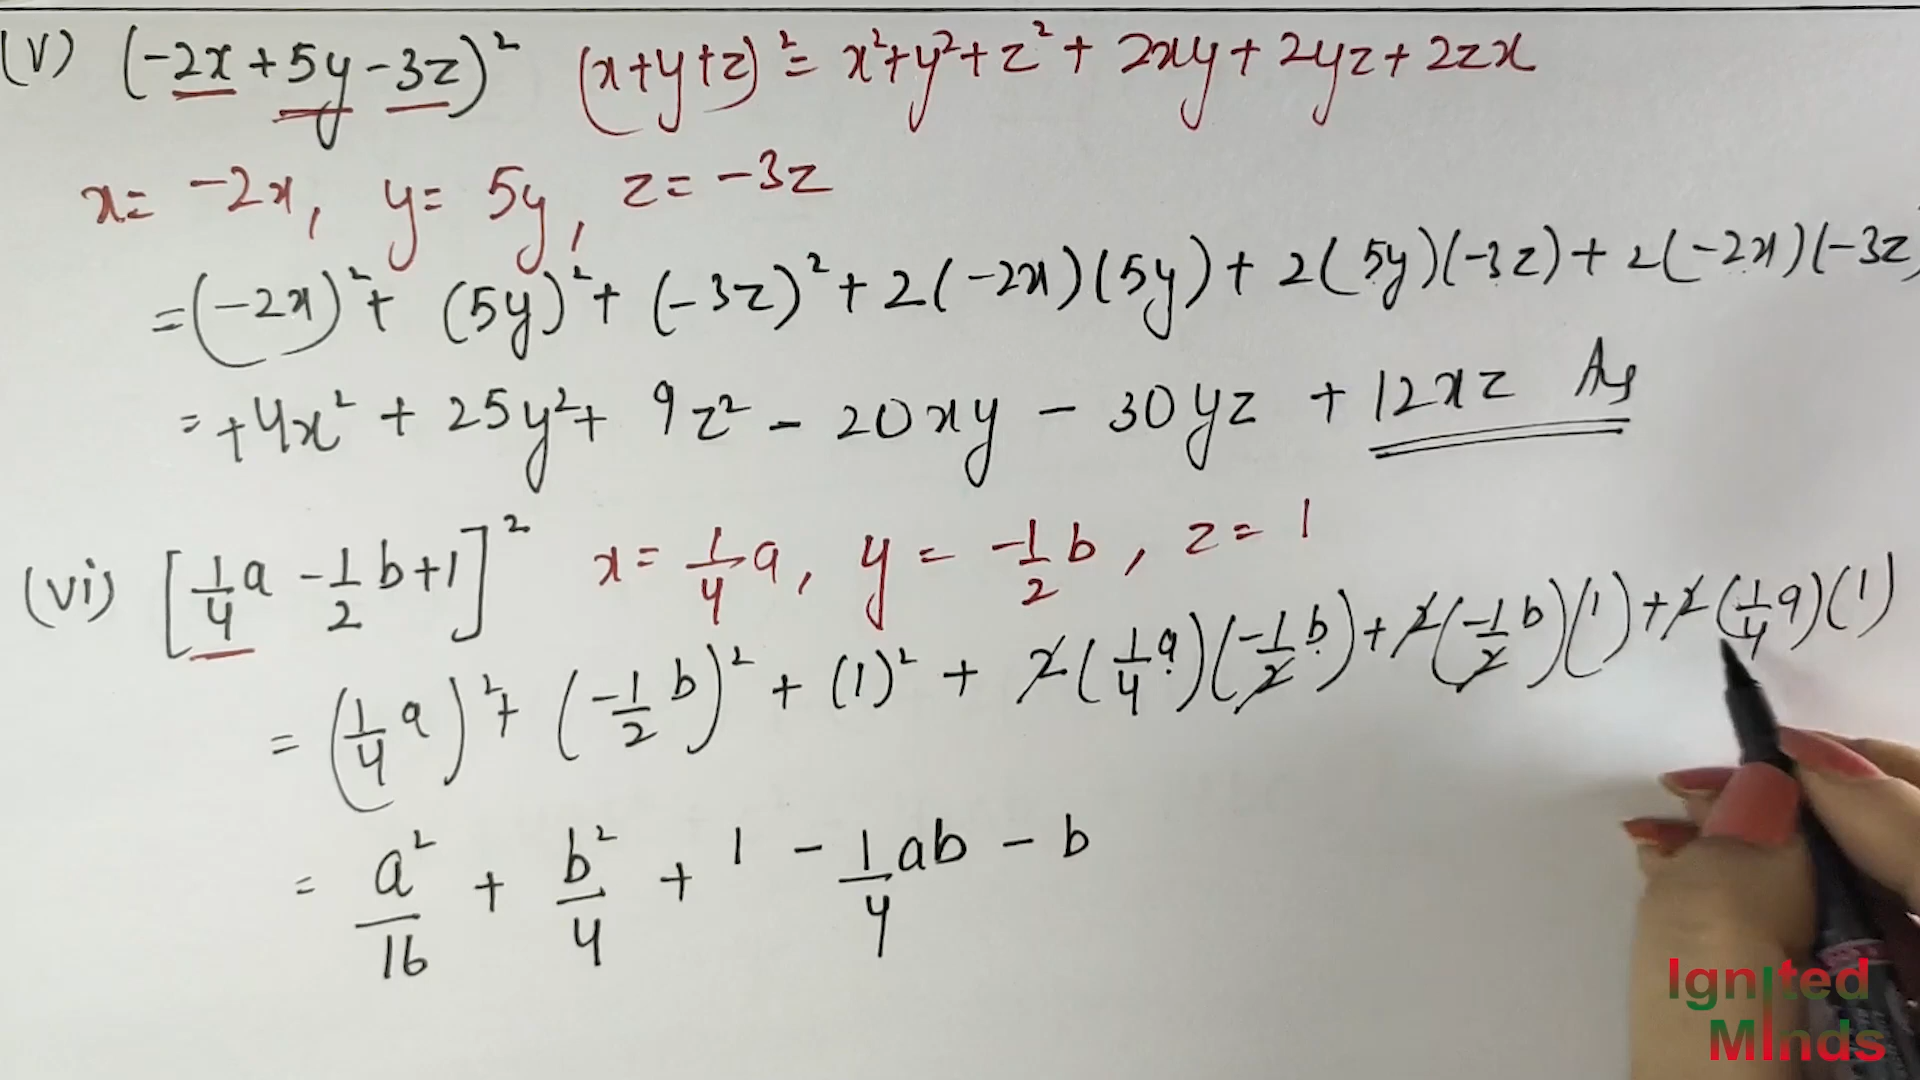 (v) (-2x + 5y - 3z)² (x+y+z)² = x²+y²+z² + 2xy + 2yz + 2zx
x = -2x, y = 5y, z = -3z
= (-2x)² + (5y)² + (-3z)² + 2(-2x)(5y) + 2(5y)(-3z) + 2(-2x)(-3z)
= +4x² + 25y² + 9z² - 20xy - 30yz + 12xz As
(vi) [1/4 a - 1/2 b + 1]² x = 1/4 a, y = -1/2 b, z = 1
= (1/4 a)² + (-1/2 b)² + (1)² + 2(1/4 a)(-1/2 b) + 2(-1/2 b)(1) + 2(1/4 a)(1)
= a²/16 + b²/4 + 1 - 1/4 ab - b
Ignited
Minds